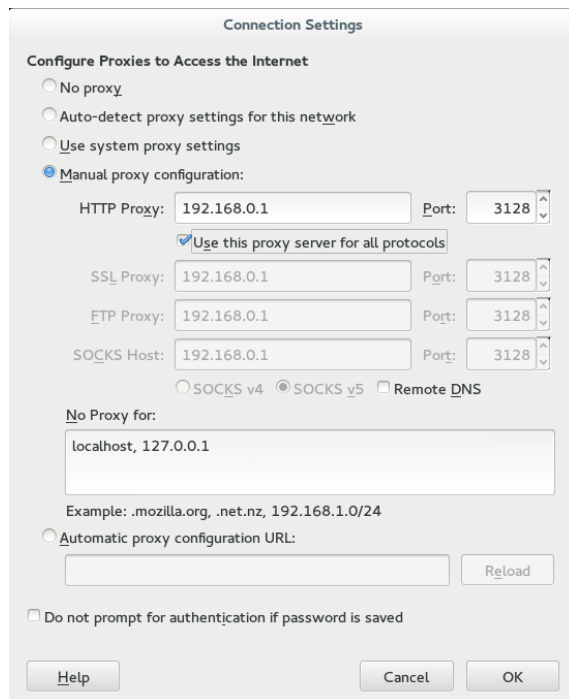 Connection Settings
Configure Proxies to Access the Internet
No proxy
Auto-detect proxy settings for this network
Use system proxy settings
Manual proxy configuration:
HTTP Proxy: 192.168.0.1 Port: 3128
Use this proxy server for all protocols
SSL Proxy: 192.168.0.1 Port: 3128
FTP Proxy: 192.168.0.1 Port: 3128
SOCKS Host: 192.168.0.1 Port: 3128
SOCKS v4 SOCKS v5 Remote DNS
No Proxy for:
localhost, 127.0.0.1
Example: .mozilla.org, .net.nz, 192.168.1.0/24
Automatic proxy configuration URL:
Reload
Do not prompt for authentication if password is saved
Help Cancel OK